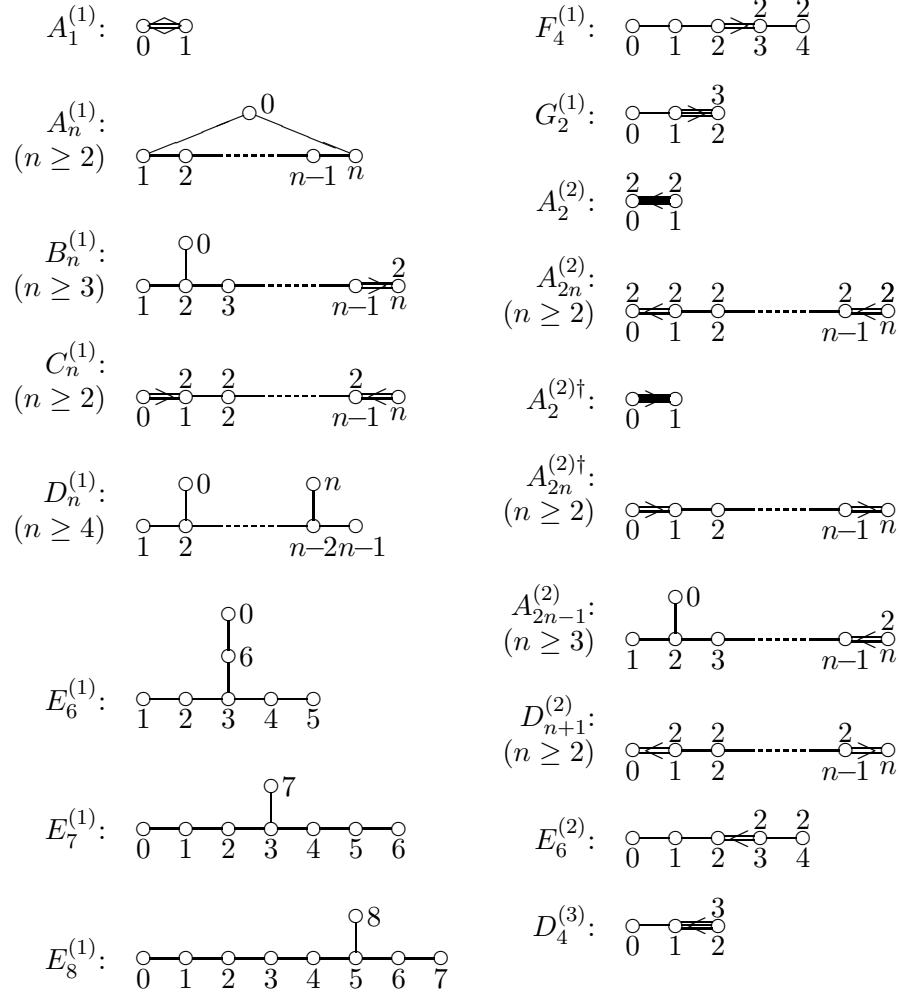 A_1^{(1)}:
0 1
A_n^{(1)}:
(n ≥ 2)
0
1 2 n−1 n
B_n^{(1)}:
(n ≥ 3)
0
2
1 2 3 n−1 n
C_n^{(1)}:
(n ≥ 2)
2 2 2
0 1 2 n−1 n
D_n^{(1)}:
(n ≥ 4)
0 n
1 2 n−2 n−1
E_6^{(1)}:
0
6
1 2 3 4 5
E_7^{(1)}:
7
0 1 2 3 4 5 6
E_8^{(1)}:
8
0 1 2 3 4 5 6 7
F_4^{(1)}:
2 2
0 1 2 3 4
G_2^{(1)}:
3
0 1 2
A_2^{(2)}:
2 2
0 1
A_{2n}^{(2)}:
(n ≥ 2)
2 2 2 2 2
0 1 2 n−1 n
A_2^{(2)†}:
0 1
A_{2n}^{(2)†}:
(n ≥ 2)
0 1 2 n−1 n
A_{2n−1}^{(2)}:
(n ≥ 3)
0
2
1 2 3 n−1 n
D_{n+1}^{(2)}:
(n ≥ 2)
2 2 2
0 1 2 n−1 n
E_6^{(2)}:
2 2
0 1 2 3 4
D_4^{(3)}:
3
0 1 2